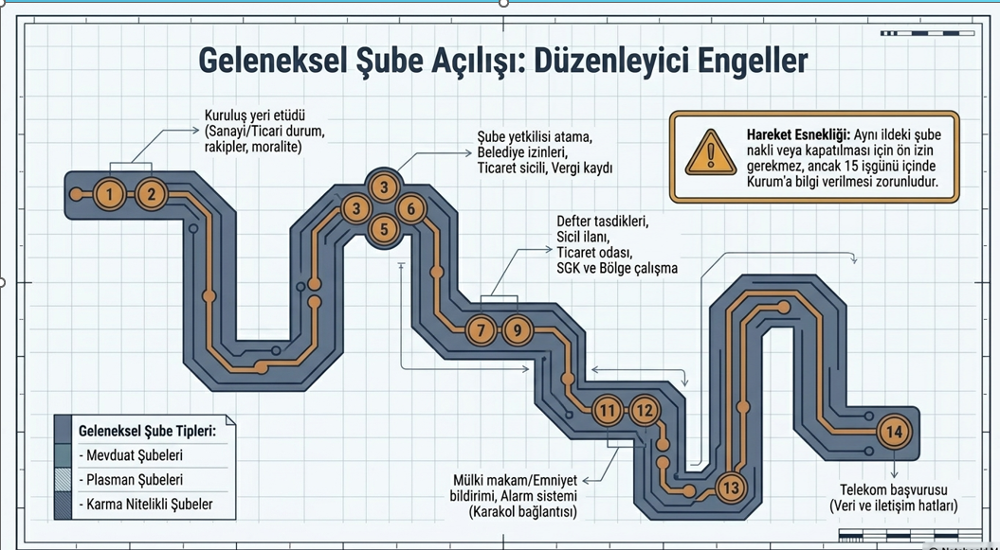 Geleneksel Şube Açılışı: Düzenleyici Engeller
Kuruluş yeri etüdü
(Sanayi/Ticari durum,
rakipler, moralite)
Şube yetkilisi atama,
Belediye izinleri,
Ticaret sicili, Vergi kaydı
Hareket Esnekliği: Aynı ildeki şube
nakli veya kapatılması için ön izin
gerekmez, ancak 15 işgünü içinde
Kurum'a bilgi verilmesi zorunludur.
1
2
3
3
6
5
Defter tasdikleri,
Sicil ilanı,
Ticaret odası,
SGK ve Bölge çalışma
7
9
11
12
13
14
Geleneksel Şube Tipleri:
- Mevduat Şubeleri
- Plasman Şubeleri
- Karma Nitelikli Şubeler
Mülki makam/Emniyet
bildirimi, Alarm sistemi
(Karakol bağlantısı)
Telekom başvurusu
(Veri ve iletişim hatları)